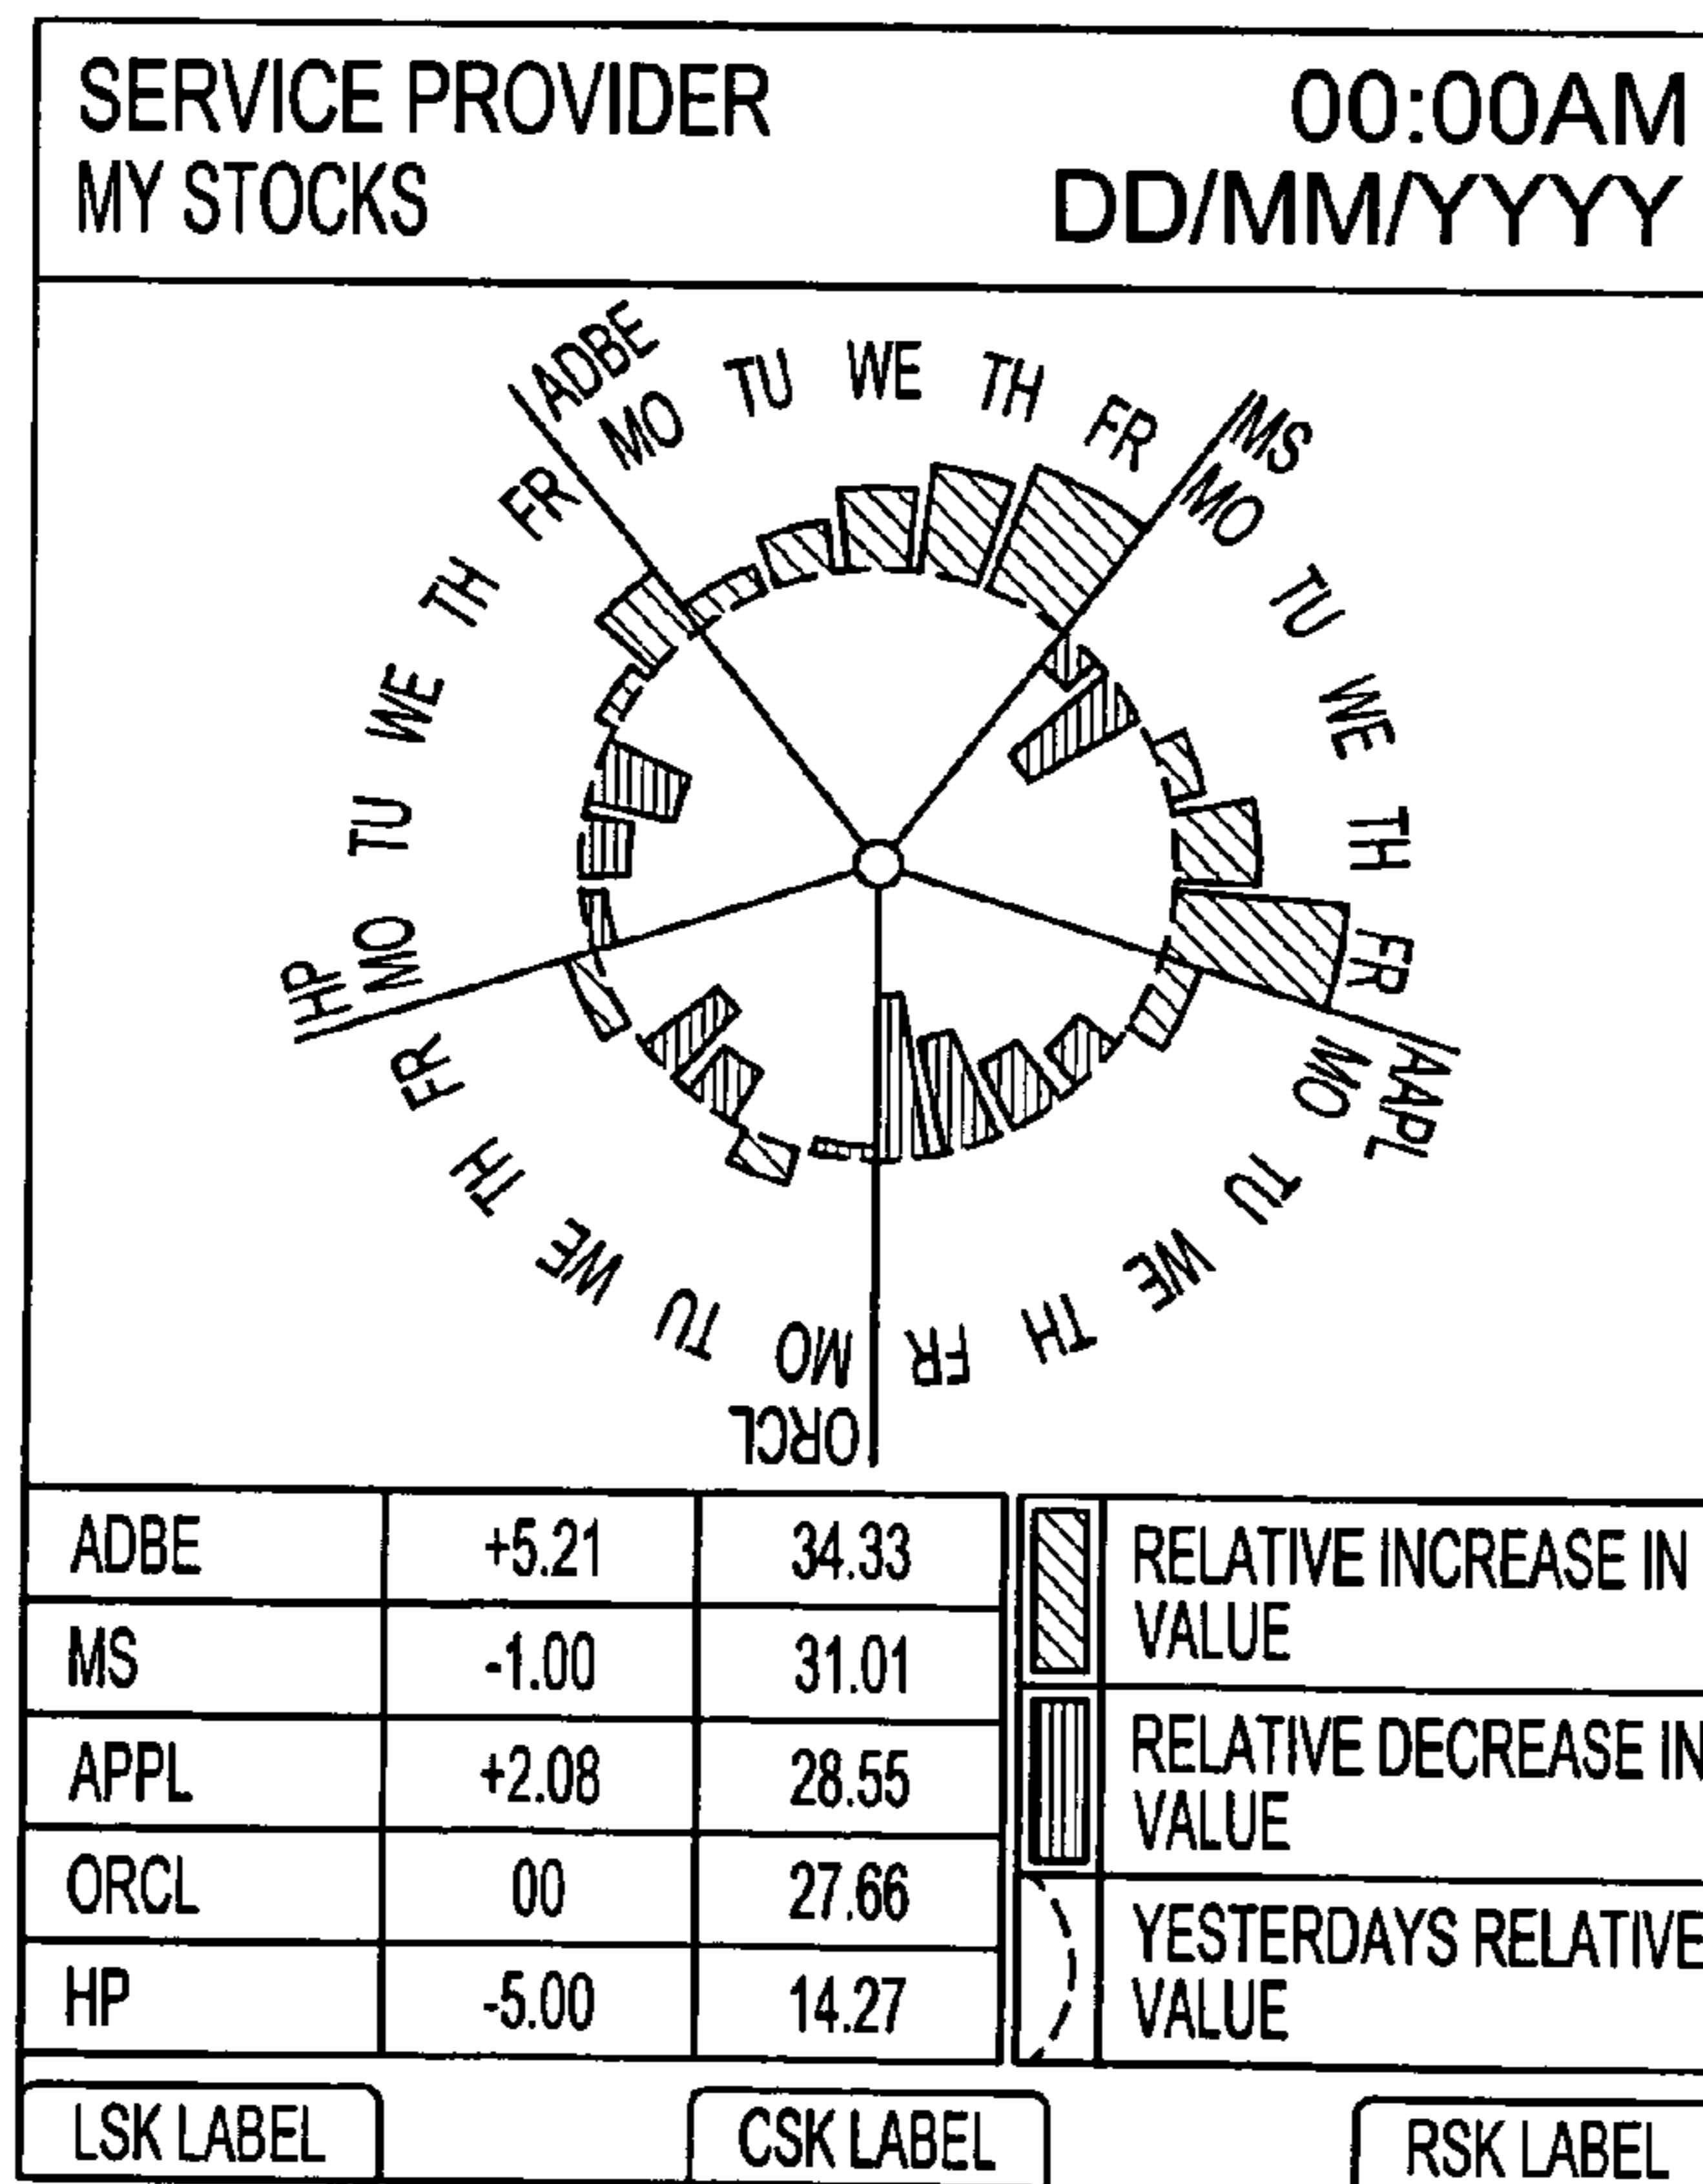 SERVICE PROVIDER 00:00AM
MY STOCKS DD/MM/YYYY
ADBE
MO TU WE TH FR
MS
MO TU WE TH FR
AAPL
MO TU WE TH FR
ORCL
MO TU WE TH FR
HP
MO TU WE TH FR
ADBE +5.21 34.33
MS -1.00 31.01
APPL +2.08 28.55
ORCL 00 27.66
HP -5.00 14.27
RELATIVE INCREASE IN
VALUE
RELATIVE DECREASE IN
VALUE
YESTERDAYS RELATIVE
VALUE
LSK LABEL CSK LABEL RSK LABEL